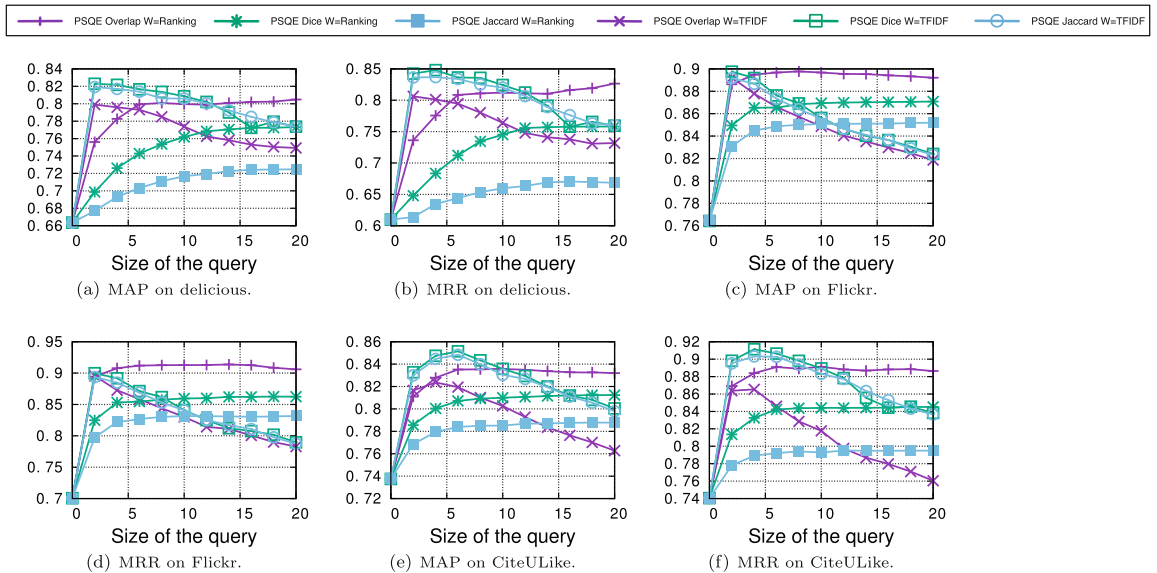 PSQE Overlap W=Ranking PSQE Dice W=Ranking PSQE Jaccard W=Ranking PSQE Overlap W=TFIDF PSQE Dice W=TFIDF PSQE Jaccard W=TFIDF
0.84
0.82
0.8
0.78
0.76
0.74
0.72
0.7
0.68
0.66
0 5 10 15 20
Size of the query
(a) MAP on delicious.
0.85
0.8
0.75
0.7
0.65
0.6
0 5 10 15 20
Size of the query
(b) MRR on delicious.
0.9
0.88
0.86
0.84
0.82
0.8
0.78
0.76
0 5 10 15 20
Size of the query
(c) MAP on Flickr.
0.95
0.9
0.85
0.8
0.75
0.7
0 5 10 15 20
Size of the query
(d) MRR on Flickr.
0.86
0.84
0.82
0.8
0.78
0.76
0.74
0.72
0 5 10 15 20
Size of the query
(e) MAP on CiteULike.
0.92
0.9
0.88
0.86
0.84
0.82
0.8
0.78
0.76
0.74
0 5 10 15 20
Size of the query
(f) MRR on CiteULike.